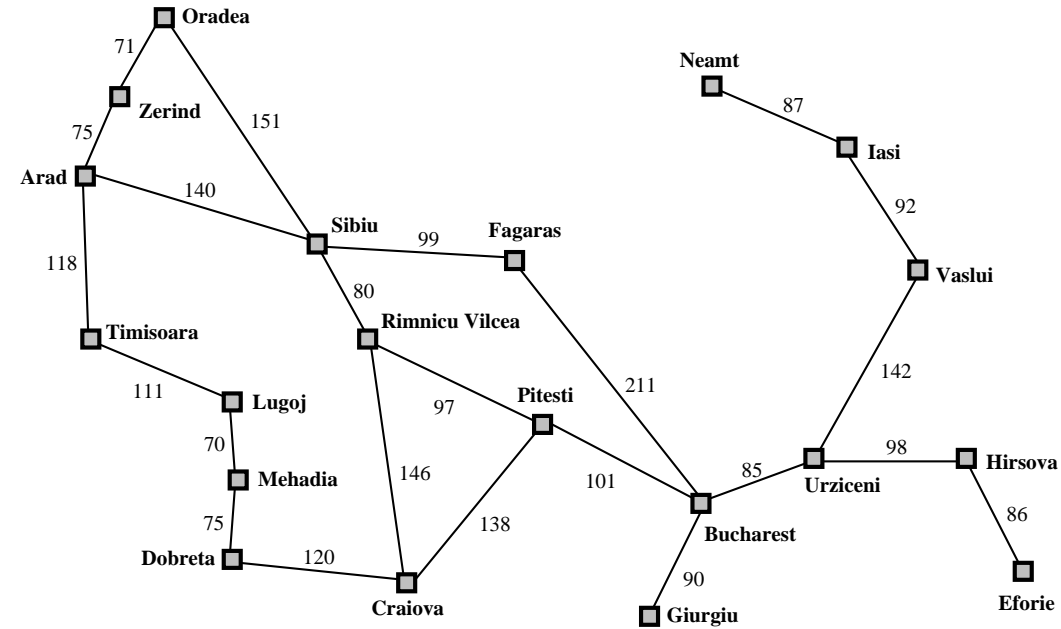 Oradea
71
Neamt
Zerind
87
75
151
Iasi
Arad
140
92
Sibiu
Fagaras
99
118
Vaslui
80
Timisoara
Rimnicu Vilcea
142
111
211
Lugoj
Pitesti
97
70
98
Hirsova
Mehadia
146
101
85
Urziceni
86
75
138
Bucharest
Dobreta
120
90
Craiova
Eforie
Giurgiu